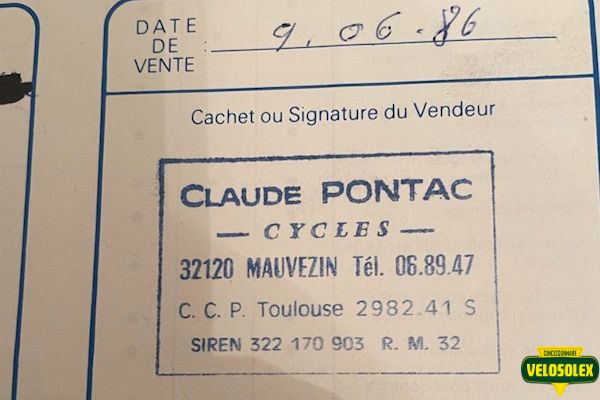 DATE
DE
VENTE :
9.06.86
Cachet ou Signature du Vendeur
CLAUDE PONTAC
— CYCLES —
32120 MAUVEZIN Tél. 06.89.47
C. C. P. Toulouse 2982.41 S
SIREN 322 170 903 R. M. 32
CONCESSIONNAIRE
VELOSOLEX